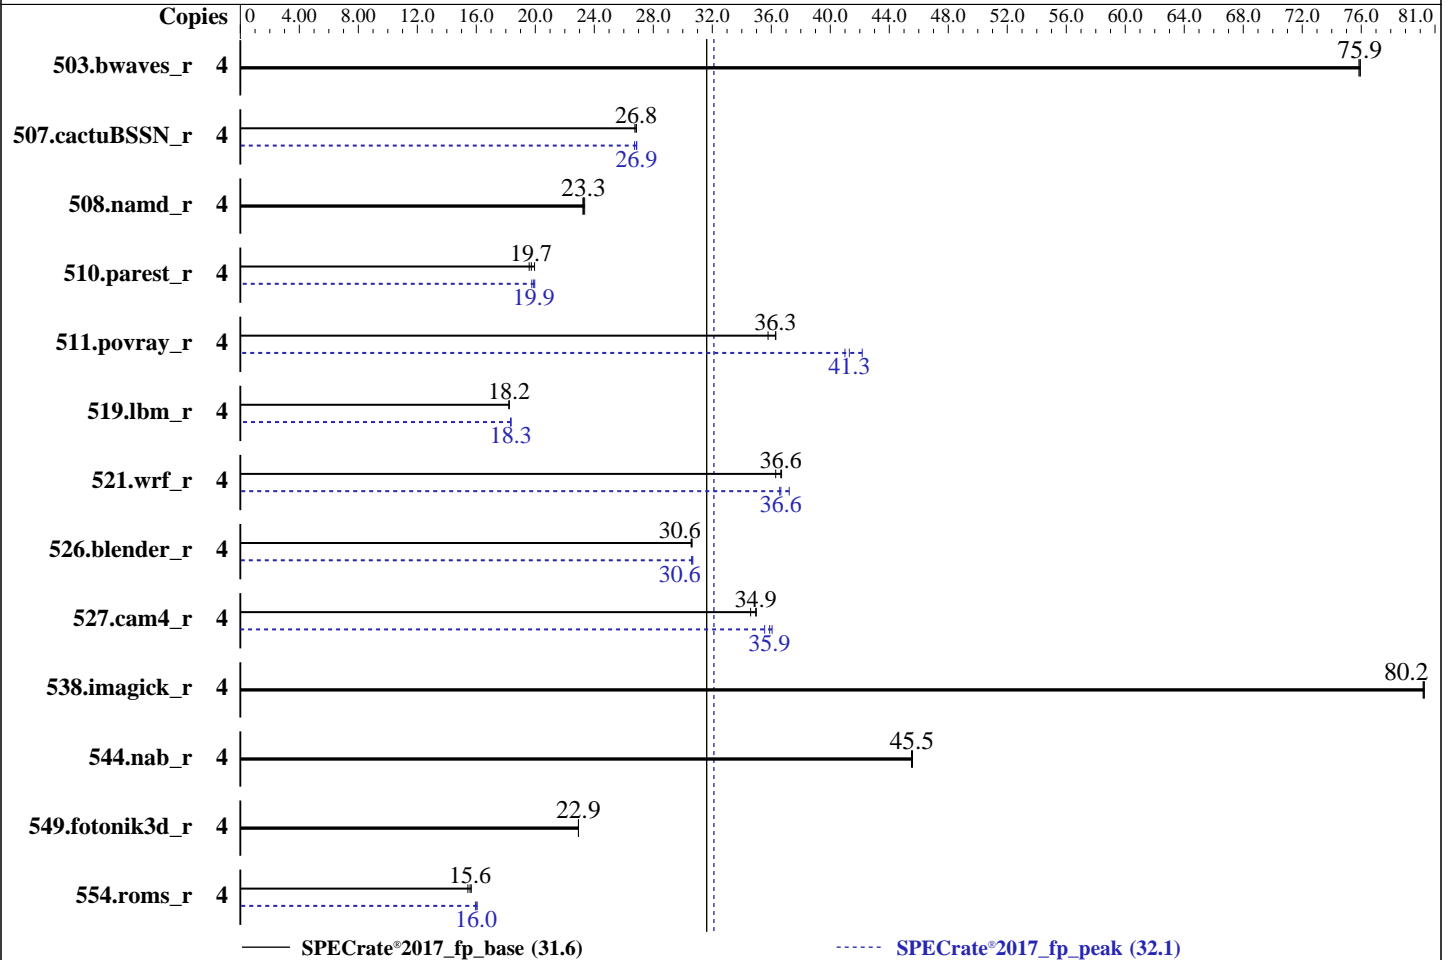 Copies 0 4.00 8.00 12.0 16.0 20.0 24.0 28.0 32.0 36.0 40.0 44.0 48.0 52.0 56.0 60.0 64.0 68.0 72.0 76.0 81.0
503.bwaves_r 4 75.9
507.cactuBSSN_r 4 26.8
26.9
508.namd_r 4 23.3
510.parest_r 4 19.7
19.9
511.povray_r 4 36.3
41.3
519.lbm_r 4 18.2
18.3
521.wrf_r 4 36.6
36.6
526.blender_r 4 30.6
30.6
527.cam4_r 4 34.9
35.9
538.imagick_r 4 80.2
544.nab_r 4 45.5
549.fotonik3d_r 4 22.9
554.roms_r 4 15.6
16.0
SPECrate®2017_fp_base (31.6) SPECrate®2017_fp_peak (32.1)